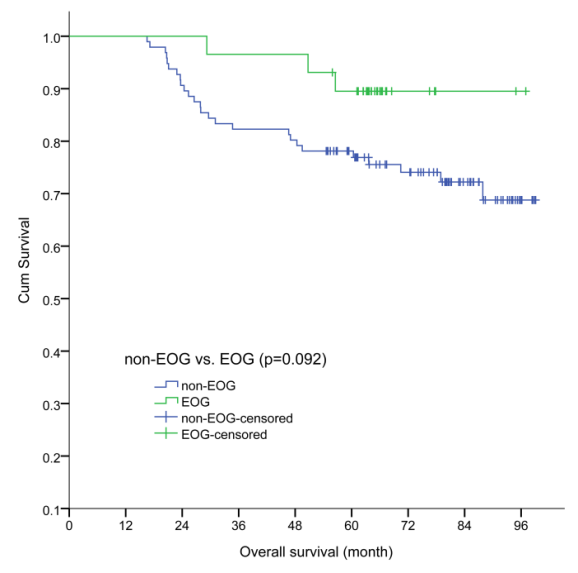 1.0
0.9
0.8
0.7
0.6
0.5
0.4
0.3
0.2
0.1
Cum Survival
non-EOG vs. EOG (p=0.092)
non-EOG
EOG
non-EOG-censored
EOG-censored
0 12 24 36 48 60 72 84 96
Overall survival (month)